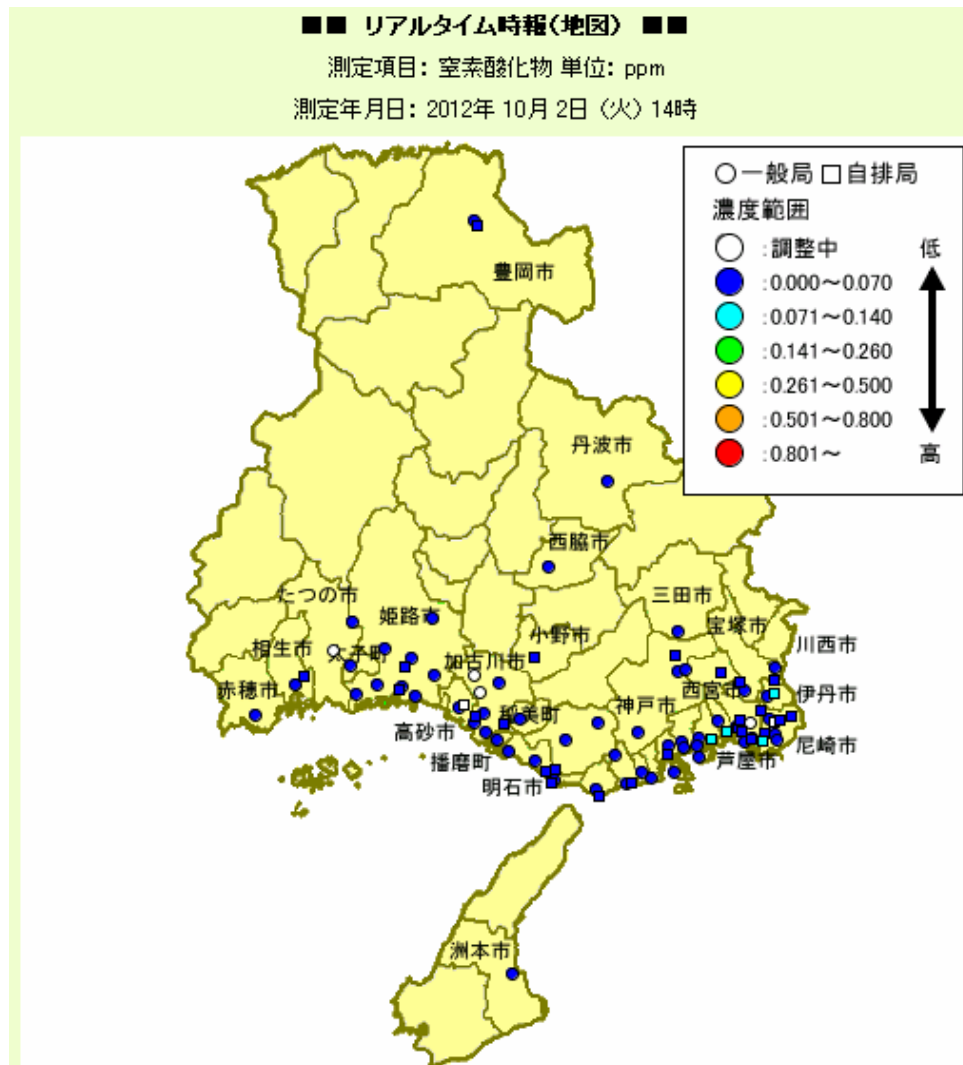 ■■ リアルタイム時報(地図) ■■
測定項目: 窒素酸化物 単位: ppm
測定年月日: 2012年 10月 2日 (火) 14時
○一般局 □自排局
濃度範囲
:調整中 低
:0.000～0.070
:0.071～0.140
:0.141～0.260
:0.261～0.500
:0.501～0.800
:0.801～ 高
豊岡市
丹波市
西脇市
たつの市
姫路市
三田市
宝塚市
相生市
太子町
加古川市
小野市
川西市
赤穂市
神戸市
西宮市
伊丹市
高砂市
稲美町
尼崎市
播磨町
芦屋市
明石市
洲本市